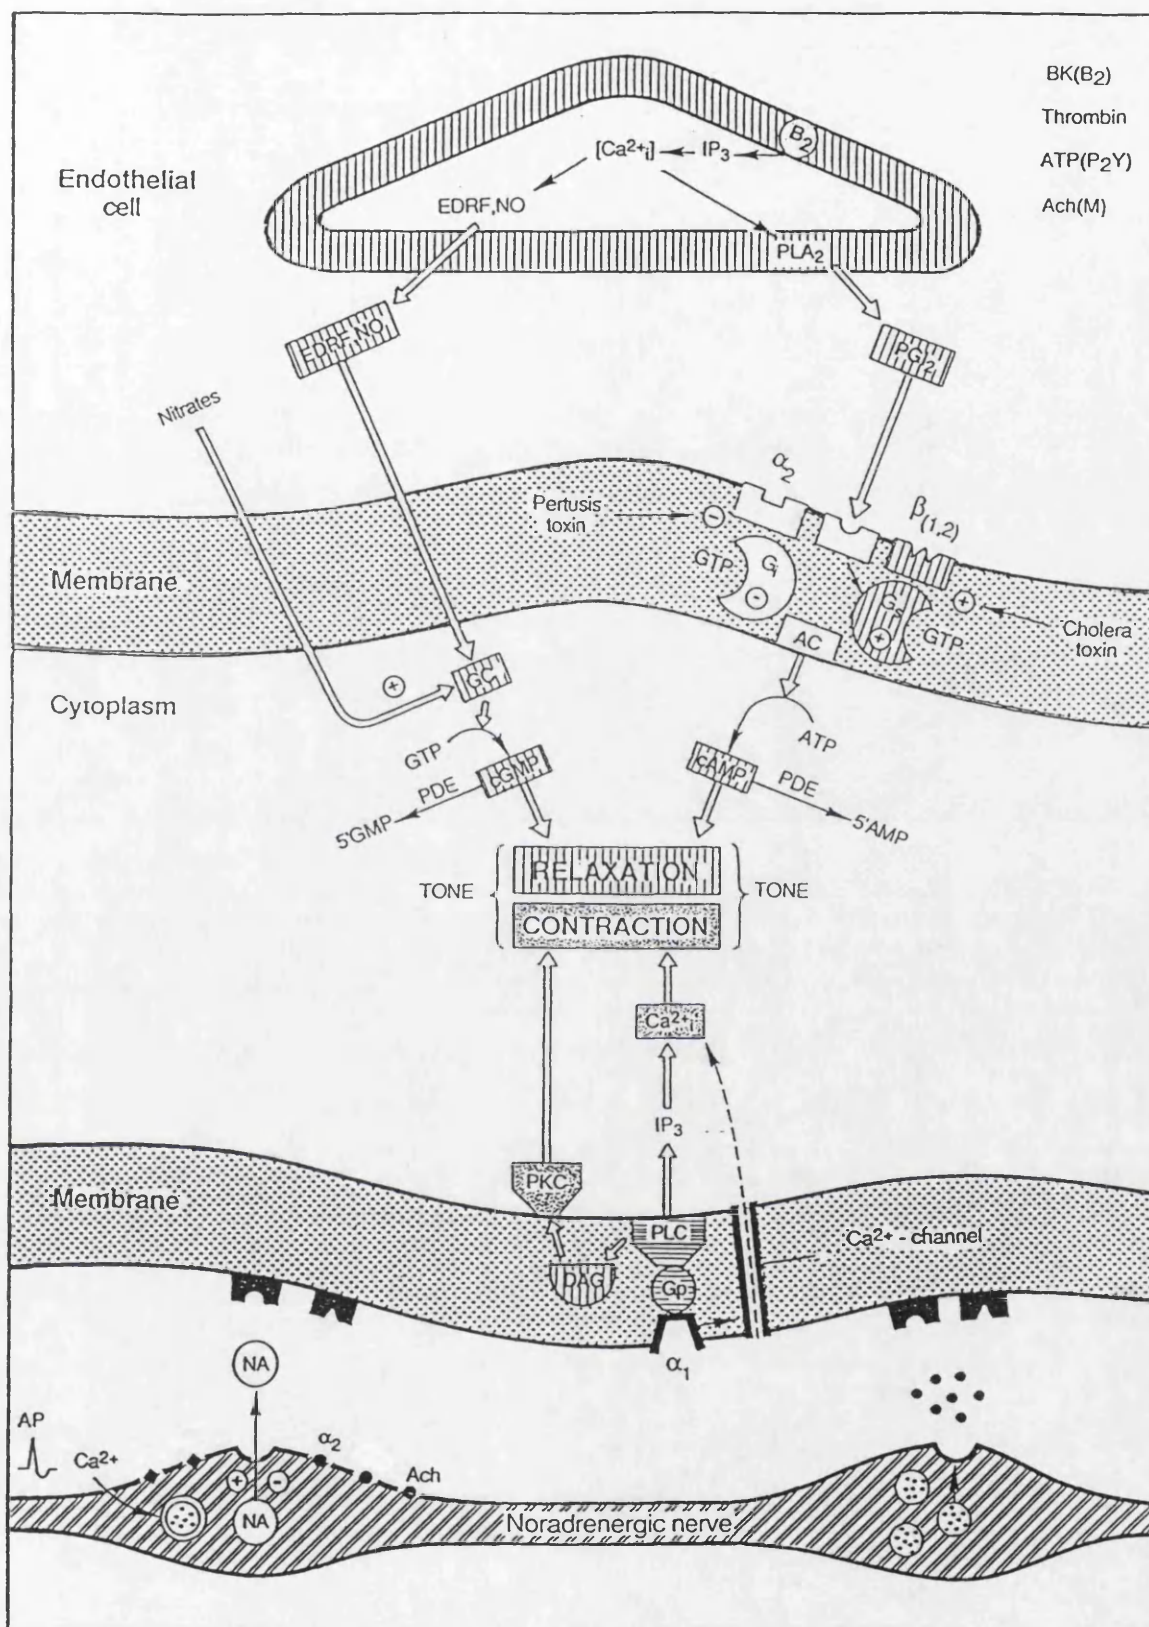 BK(B₂)
Thrombin
ATP(P₂Y)
Ach(M)
Endothelial
cell
B₂
IP₃
[Ca²⁺i]
EDRF,NO
PLA₂
EDRF,NO
PGI₂
Nitrates
α₂
Pertusis
toxin
β(1,2)
Membrane
GTP
Gi
Gs
GTP
AC
Cholera
toxin
Cytoplasm
GC
GTP
ATP
cGMP
cAMP
PDE
PDE
5'GMP
5'AMP
RELAXATION
TONE
TONE
CONTRACTION
Ca²⁺i
IP₃
Membrane
PKC
PLC
Ca²⁺ - channel
DAG
Gp
α₁
NA
AP
Ca²⁺
α₂
Ach
+
-
NA
Noradrenergic nerve